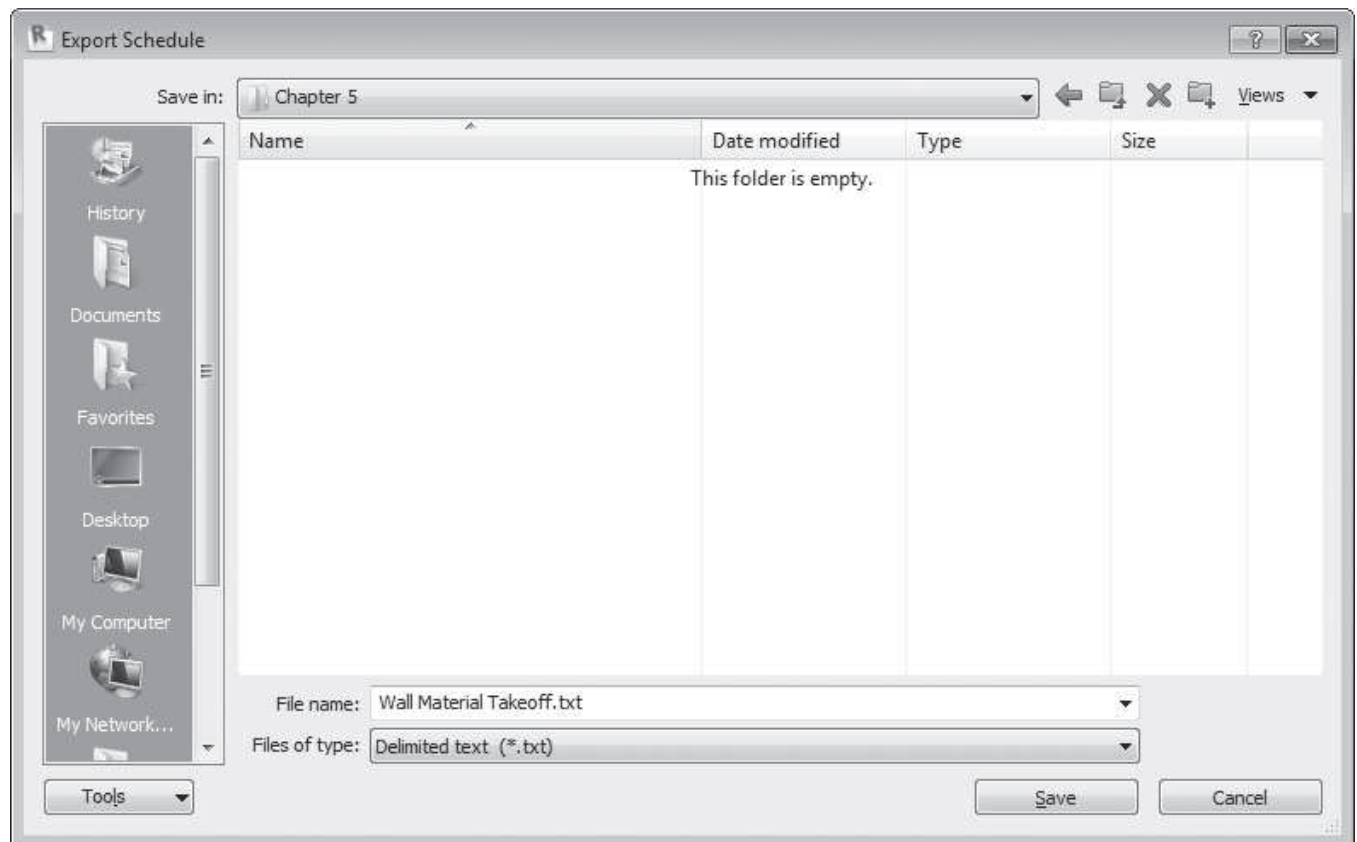 Export Schedule
Save in: Chapter 5 Views
Name Date modified Type Size
This folder is empty.
History
Documents
Favorites
Desktop
My Computer
My Network...
File name: Wall Material Takeoff.txt
Files of type: Delimited text (*.txt)
Tools Save Cancel